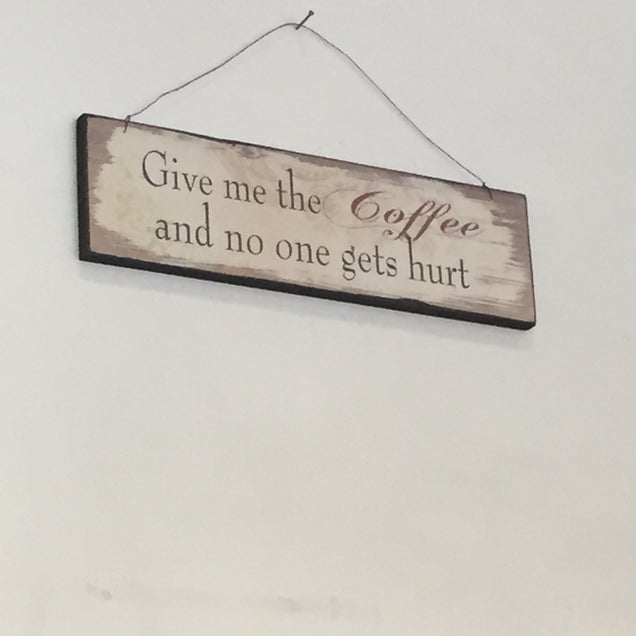 Give me the Coffee
and no one gets hurt